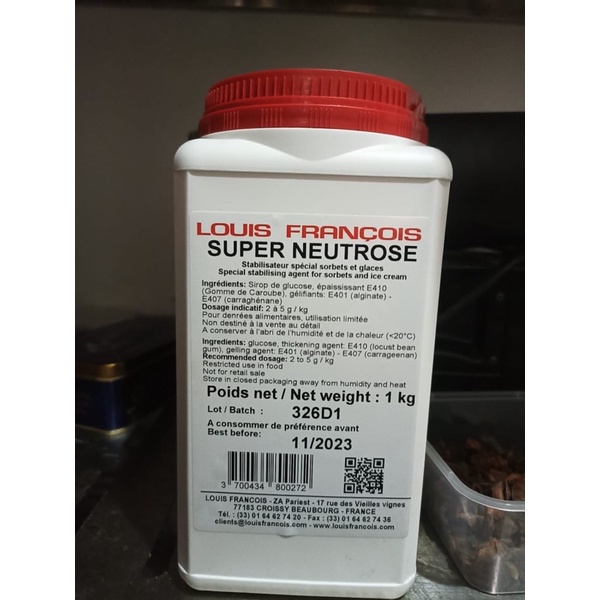 LOUIS FRANÇOIS
SUPER NEUTROSE
Stabilisateur spécial sorbets et glaces
Special stabilising agent for sorbets and ice cream
Ingrédients: Sirop de glucose, épaississant E410
(Gomme de Caroube), gélifiants: E401 (alginate) -
E407 (carraghénane)
Dosage indicatif: 2 à 5 g / kg
Pour denrées alimentaires, utilisation limitée
Non destiné à la vente au détail
A conserver à l'abri de l'humidité et de la chaleur (<20°C)
Ingredients: glucose, thickening agent: E410 (locust bean
gum), gelling agent: E401 (alginate) - E407 (carrageenan)
Recommended dosage: 2 to 5 g / kg
Restricted use in food
Not for retail sale
Store in closed packaging away from humidity and heat
Poids net / Net weight : 1 kg
Lot / Batch : 326D1
A consommer de préférence avant
Best before: 11/2023
3 700434 800272
LOUIS FRANCOIS - ZA Pariest - 17 rue des Vieilles vignes
77183 CROISSY BEAUBOURG - FRANCE
Tél. : (33) 01 64 62 74 20 - Fax : (33) 01 64 62 74 36
clients@louisfrancois.com - www.louisfrancois.com